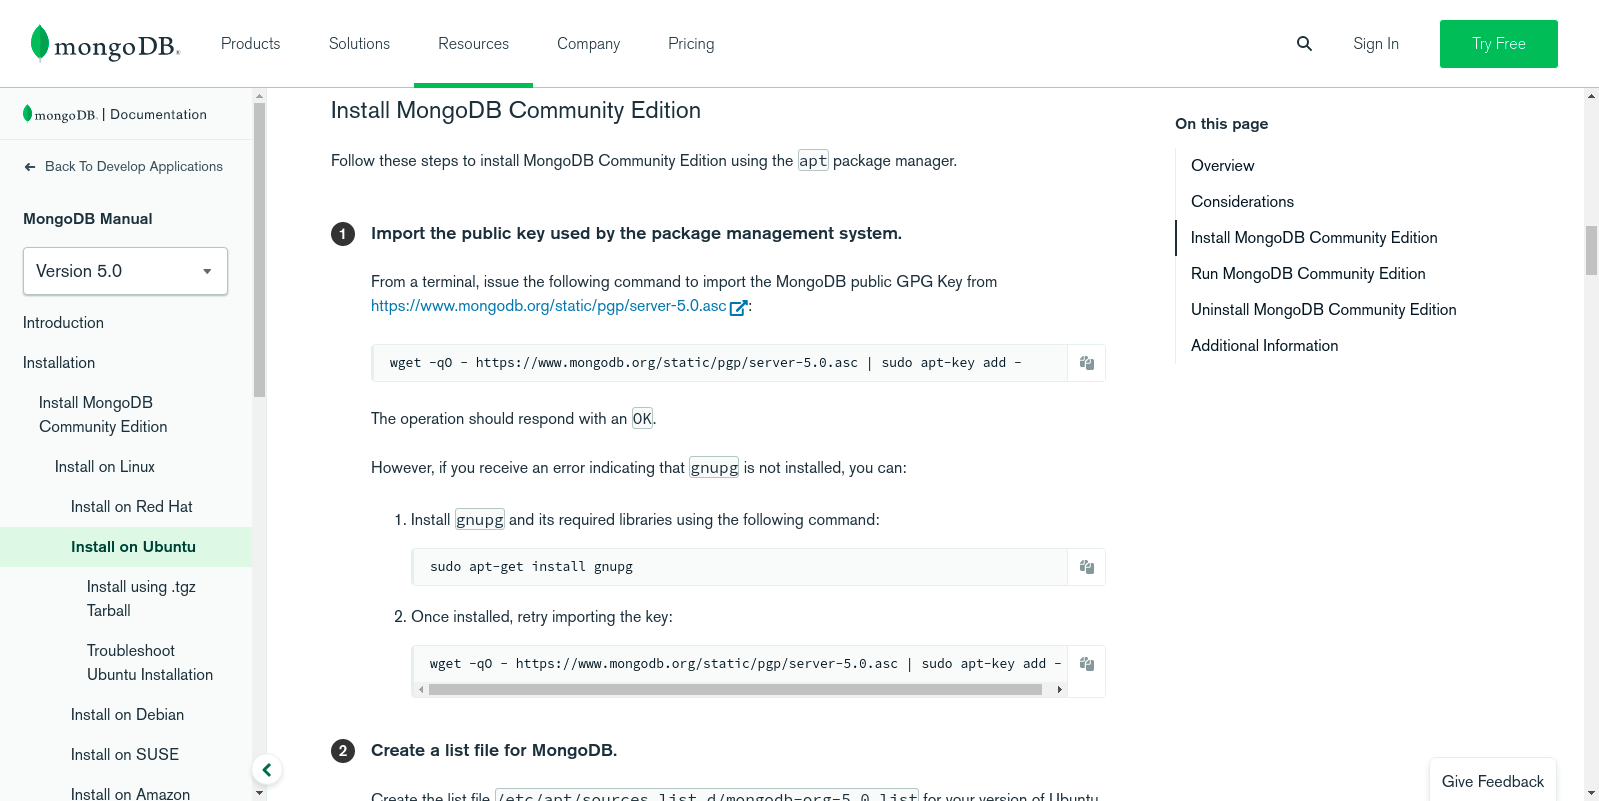 mongoDB.
Products
Solutions
Resources
Company
Pricing
Sign In
Try Free
mongoDB. | Documentation
Back To Develop Applications
MongoDB Manual
Version 5.0
Introduction
Installation
Install MongoDB
Community Edition
Install on Linux
Install on Red Hat
Install on Ubuntu
Install using .tgz
Tarball
Troubleshoot
Ubuntu Installation
Install on Debian
Install on SUSE
Install on Amazon
Install MongoDB Community Edition
Follow these steps to install MongoDB Community Edition using the apt package manager.
1 Import the public key used by the package management system.
From a terminal, issue the following command to import the MongoDB public GPG Key from
https://www.mongodb.org/static/pgp/server-5.0.asc :
wget -qO - https://www.mongodb.org/static/pgp/server-5.0.asc | sudo apt-key add -
The operation should respond with an OK.
However, if you receive an error indicating that gnupg is not installed, you can:
1. Install gnupg and its required libraries using the following command:
sudo apt-get install gnupg
2. Once installed, retry importing the key:
wget -qO - https://www.mongodb.org/static/pgp/server-5.0.asc | sudo apt-key add -
2 Create a list file for MongoDB.
Create the list file /etc/apt/sources.list.d/mongodb-org-5.0.list for your version of Ubuntu.
On this page
Overview
Considerations
Install MongoDB Community Edition
Run MongoDB Community Edition
Uninstall MongoDB Community Edition
Additional Information
Give Feedback